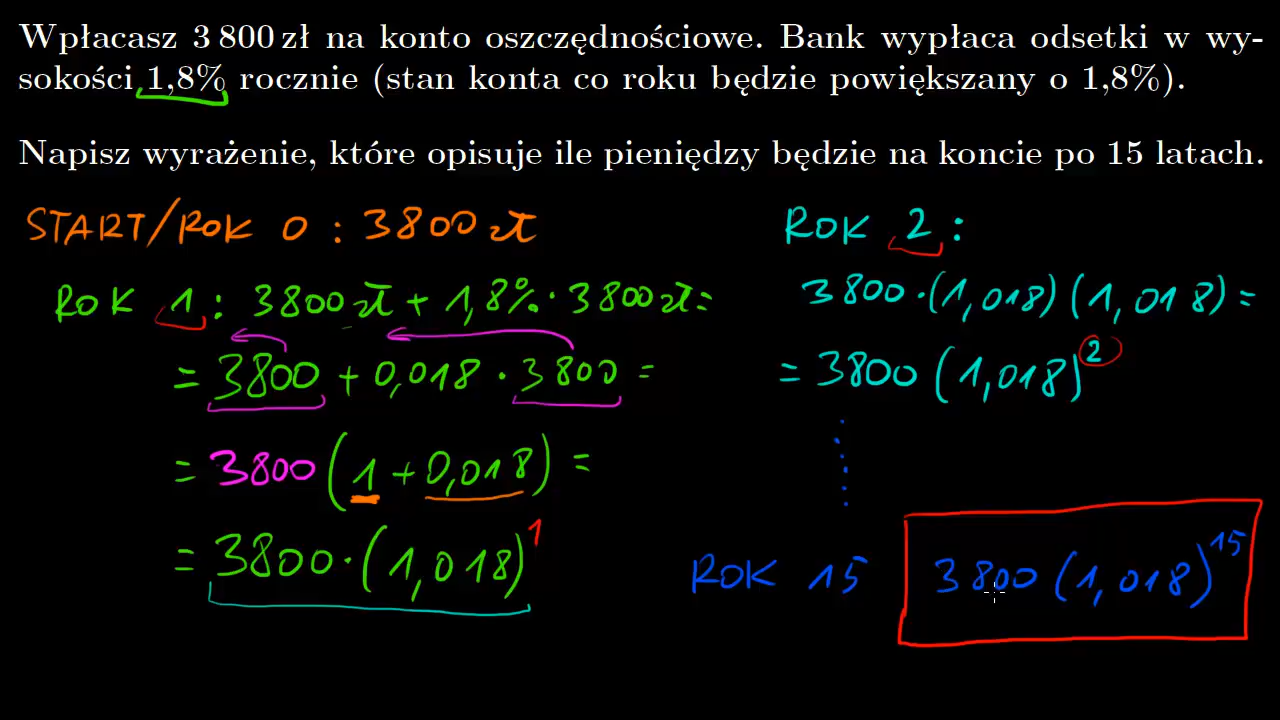 Wpłacasz 3 800 zł na konto oszczędnościowe. Bank wypłaca odsetki w wy-
sokości 1,8% rocznie (stan konta co roku będzie powiększany o 1,8%).
Napisz wyrażenie, które opisuje ile pieniędzy będzie na koncie po 15 latach.
START/ROK 0 : 3800 zł
ROK 1 : 3800 zł + 1,8% · 3800 zł =
= 3800 + 0,018 · 3800 =
= 3800 (1 + 0,018) =
= 3800 · (1,018)^1
ROK 2 :
3800 · (1,018) (1,018) =
= 3800 (1,018)^2
ROK 15 3800 (1,018)^15